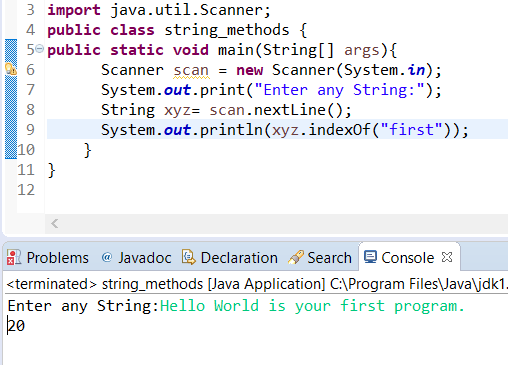 3 import java.util.Scanner;
4 public class string_methods {
5 public static void main(String[] args){
6 Scanner scan = new Scanner(System.in);
7 System.out.print("Enter any String:");
8 String xyz= scan.nextLine();
9 System.out.println(xyz.indexOf("first"));
10 }
11 }
12
Problems @ Javadoc Declaration Search Console
<terminated> string_methods [Java Application] C:\Program Files\Java\jdk1.
Enter any String:Hello World is your first program.
20